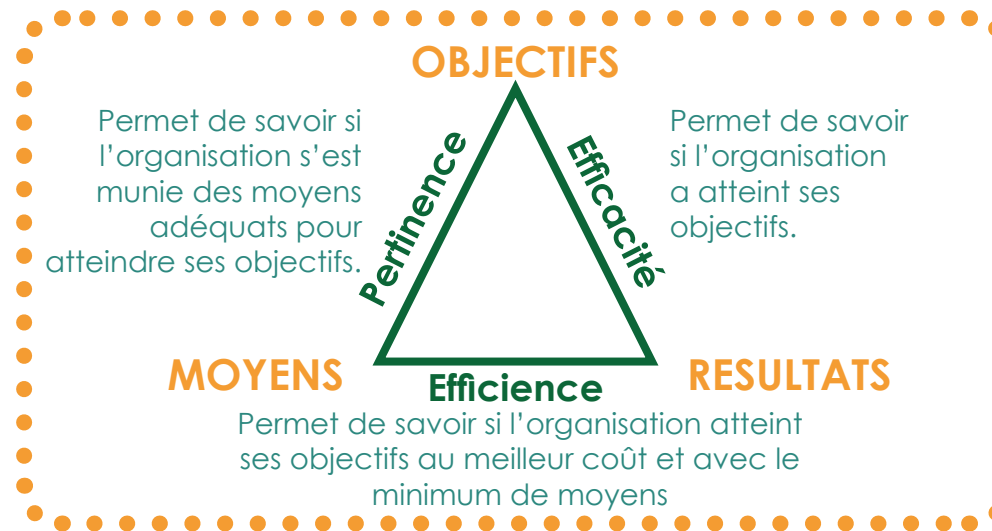 OBJECTIFS
Permet de savoir si
l'organisation s'est
munie des moyens
adéquats pour
atteindre ses objectifs.
Pertinence
Efficacité
Permet de savoir
si l'organisation
a atteint ses
objectifs.
MOYENS
Efficience
RESULTATS
Permet de savoir si l'organisation atteint
ses objectifs au meilleur coût et avec le
minimum de moyens